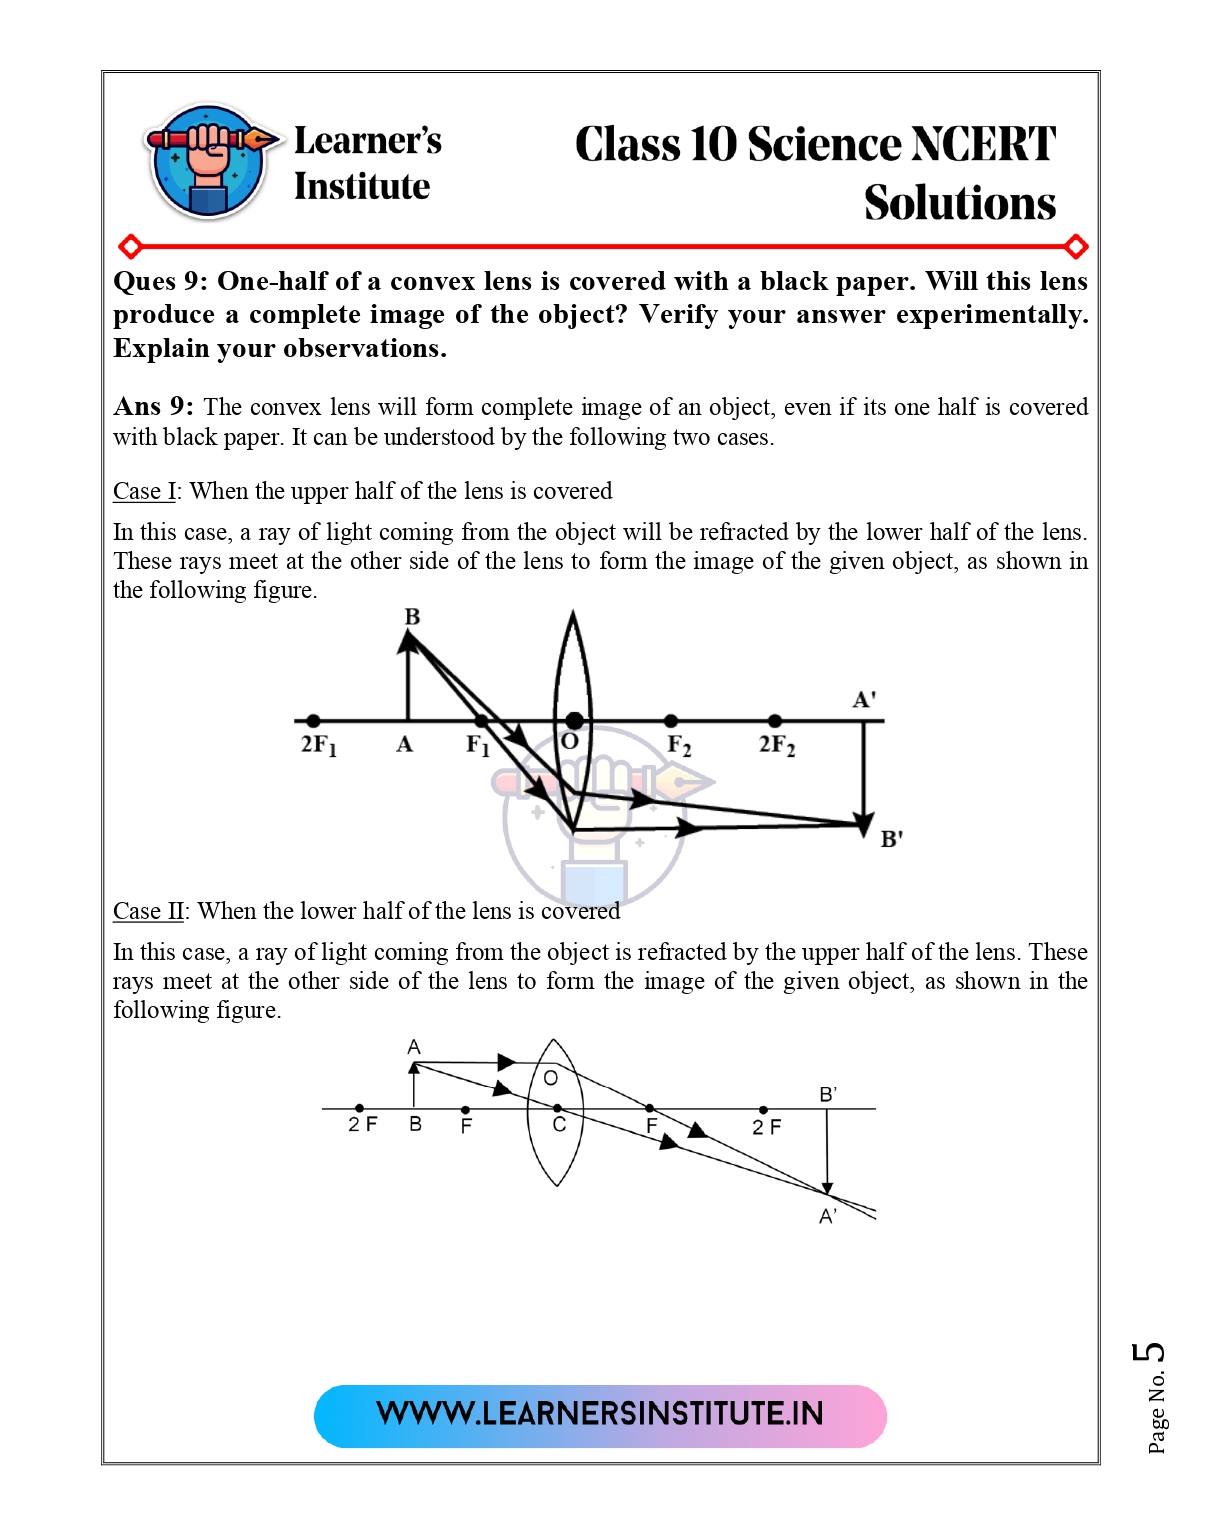 Learner's
Institute
Class 10 Science NCERT
Solutions
Ques 9: One-half of a convex lens is covered with a black paper. Will this lens
produce a complete image of the object? Verify your answer experimentally.
Explain your observations.
Ans 9: The convex lens will form complete image of an object, even if its one half is covered
with black paper. It can be understood by the following two cases.
Case I: When the upper half of the lens is covered
In this case, a ray of light coming from the object will be refracted by the lower half of the lens.
These rays meet at the other side of the lens to form the image of the given object, as shown in
the following figure.
B
A'
2F₁ A F₁ O F₂ 2F₂
B'
Case II: When the lower half of the lens is covered
In this case, a ray of light coming from the object is refracted by the upper half of the lens. These
rays meet at the other side of the lens to form the image of the given object, as shown in the
following figure.
A
O
B'
2 F B F C F 2 F
A'
WWW.LEARNERSINSTITUTE.IN
Page No. 5